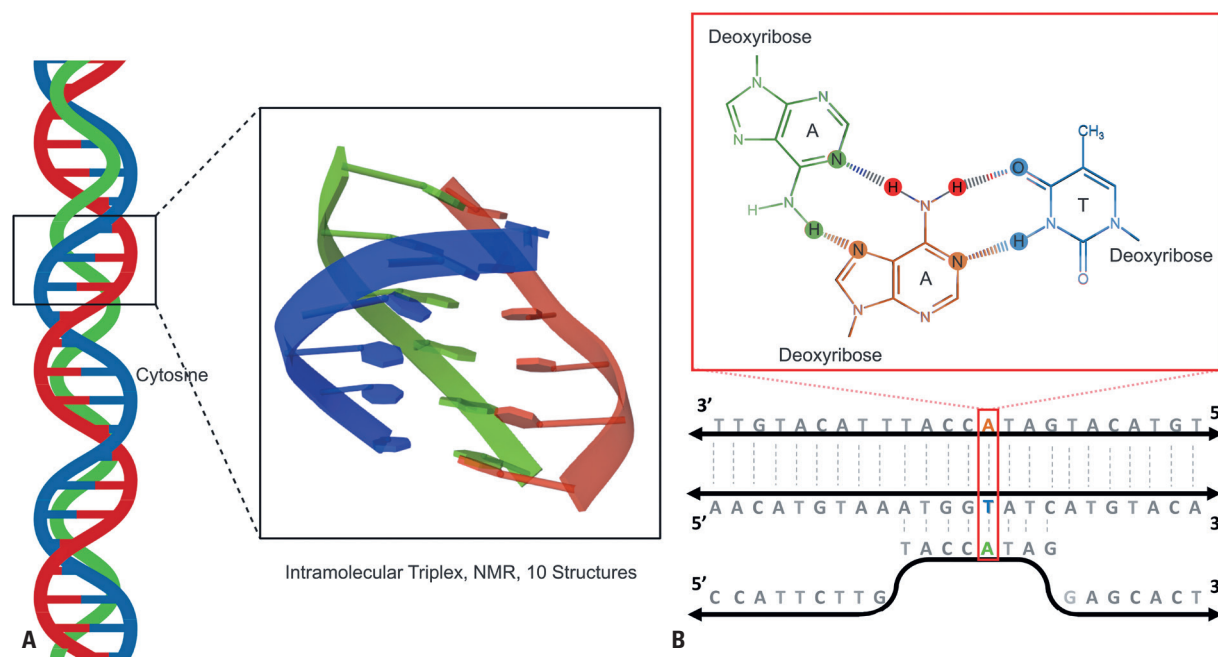 Cytosine
Intramolecular Triplex, NMR, 10 Structures
A
Deoxyribose
N
N
N
N
A
H
N
H
N
H
H
O
CH₃
T
N
H
N
N
A
N
N
N
O
Deoxyribose
Deoxyribose
3’ 5’
T T G T A C A T T T A C C A T A G T A C A T G T
A A C A T G T A A A T G G T A T C A T G T A C A
5’ 3’
T A C C A T A G
5’ 3’
C C A T T C T T G G A G C A C T
B